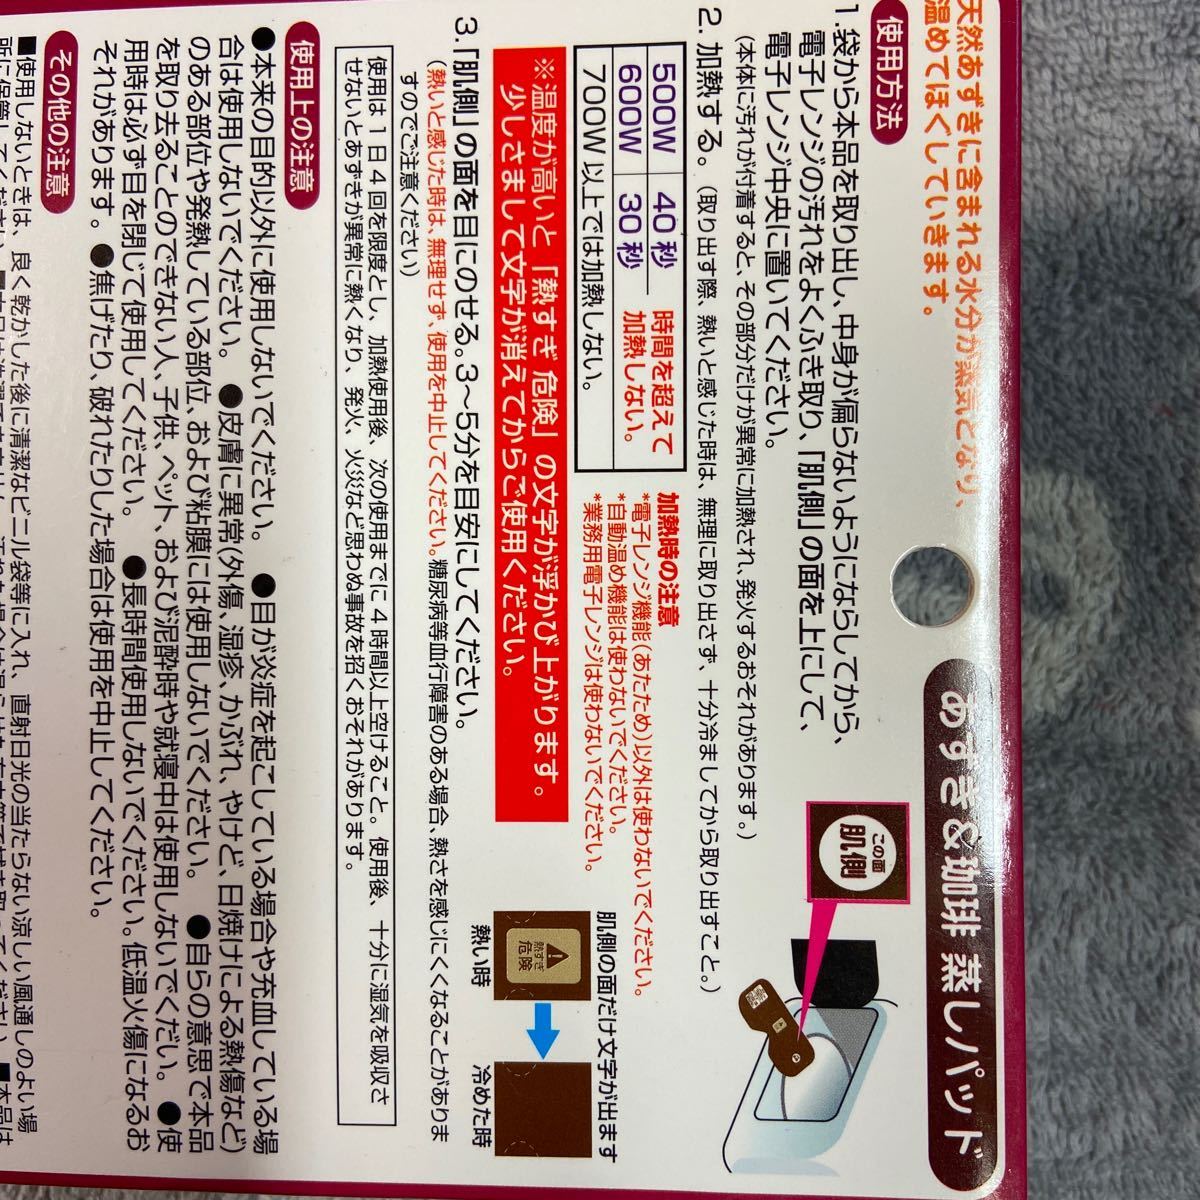 あずき&珈琲 蒸しパッド
天然あずきに含まれる水分が蒸気となり、
温めてほぐしていきます。
使用方法
1. 袋から本品を取り出し、中身が偏らないようにならしてから、
電子レンジの汚れをよくふき取り、「肌側」の面を上にして、
電子レンジ中央に置いてください。
(本体に汚れが付着すると、その部分だけが異常に加熱され、発火するおそれがあります。)
この面
肌側
2. 加熱する。(取り出す際、熱いと感じた時は、無理に取り出さず、十分冷ましてから取り出すこと。)
500W 40秒
600W 30秒
時間を超えて
加熱しない。
700W以上では加熱しない。
加熱時の注意
*電子レンジ機能(あたため)以外は使わないでください。
*自動温め機能は使わないでください。
*業務用電子レンジは使わないでください。
※温度が高いと「熱すぎ 危険」の文字が浮かび上がります。
少しさまして文字が消えてからご使用ください。
肌側の面だけ文字が出ます
熱すぎ
危険
熱い時
冷めた時
3.「肌側」の面を目にのせる。3〜5分を目安にしてください。
(熱いと感じた時は、無理せず、使用を中止してください。糖尿病等血行障害のある場合、熱さを感じにくくなることがありま
すのでご注意ください)
使用は1日4回を限度とし、加熱使用後、次の使用までに4時間以上空けること。使用後、十分に湿気を吸収さ
せないとあずきが異常に熱くなり、発火、火災など思わぬ事故を招くおそれがあります。
使用上の注意
●本来の目的以外に使用しないでください。 ●目が炎症を起こしている場合や充血している場
合は使用しないでください。 ●皮膚に異常(外傷、湿疹、かぶれ、やけど、日焼けによる熱傷など)
のある部位や発熱している部位、および粘膜には使用しないでください。 ●自らの意思で本品
を取り去ることのできない人、子供、ペット、および泥酔時や就寝中は使用しないでください。 ●使
用時は必ず目を閉じて使用してください。 ●長時間使用しないでください。低温火傷になるお
それがあります。 ●焦げたり、破れたりした場合は使用を中止してください。
その他の注意
■使用しないときは、良く乾かした後に清潔なビニール袋等に入れ、直射日光の当たらない涼しい風通しのよい場